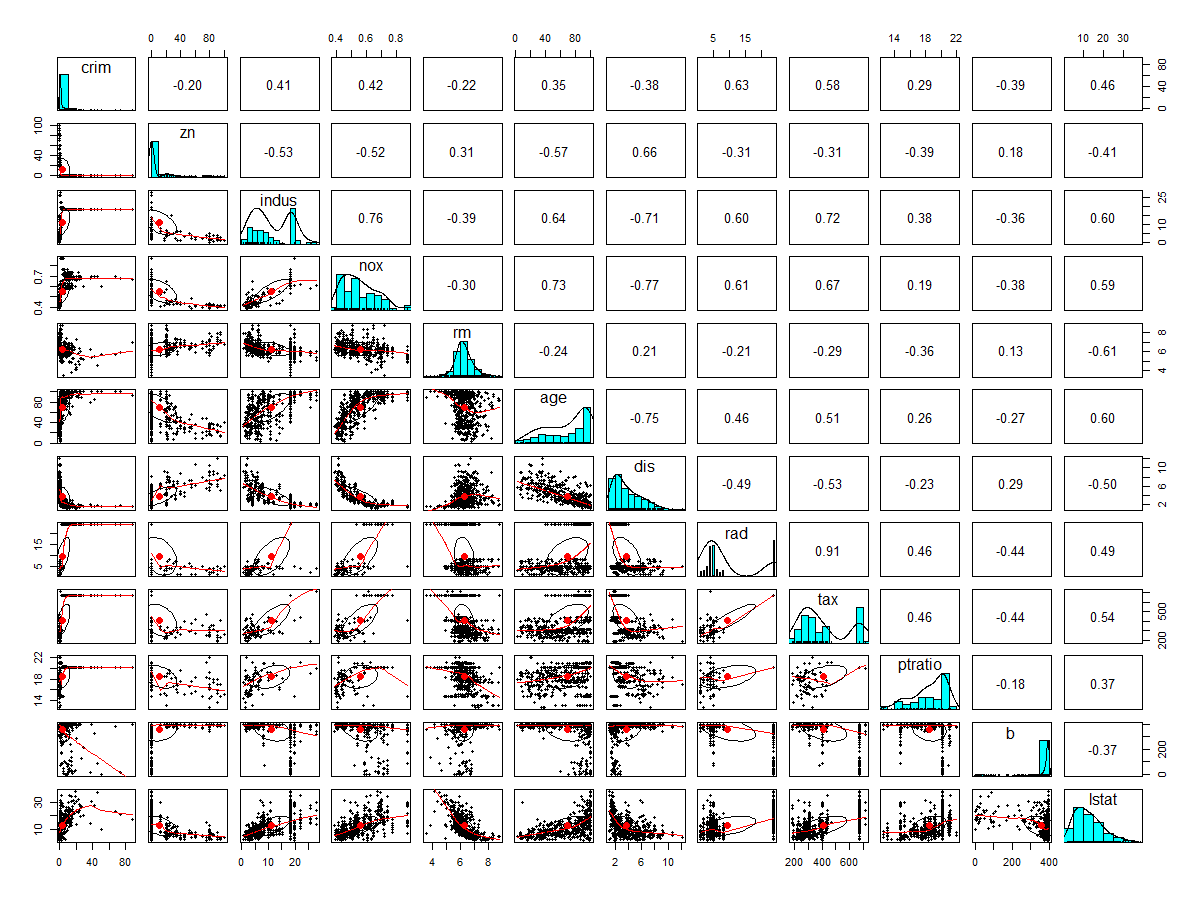 0 40 80 0.4 0.6 0.8 0 40 80 5 15 14 18 22 10 20 30
crim -0.20 0.41 0.42 -0.22 0.35 -0.38 0.63 0.58 0.29 -0.39 0.46 0 40 80
0 40 100 zn -0.53 -0.52 0.31 -0.57 0.66 -0.31 -0.31 -0.39 0.18 -0.41
indus 0.76 -0.39 0.64 -0.71 0.60 0.72 0.38 -0.36 0.60 0 10 25
0.4 0.7 nox -0.30 0.73 -0.77 0.61 0.67 0.19 -0.38 0.59
rm -0.24 0.21 -0.21 -0.29 -0.36 0.13 -0.61 4 6 8
0 40 80 age -0.75 0.46 0.51 0.26 -0.27 0.60
dis -0.49 -0.53 -0.23 0.29 -0.50 2 6 10
5 15 rad 0.91 0.46 -0.44 0.49
tax 0.46 -0.44 0.54 200 500
14 18 22 ptratio -0.18 0.37
b -0.37 0 200
10 30 lstat
0 40 80 0 10 20 4 6 8 2 6 10 200 400 600 0 200 400